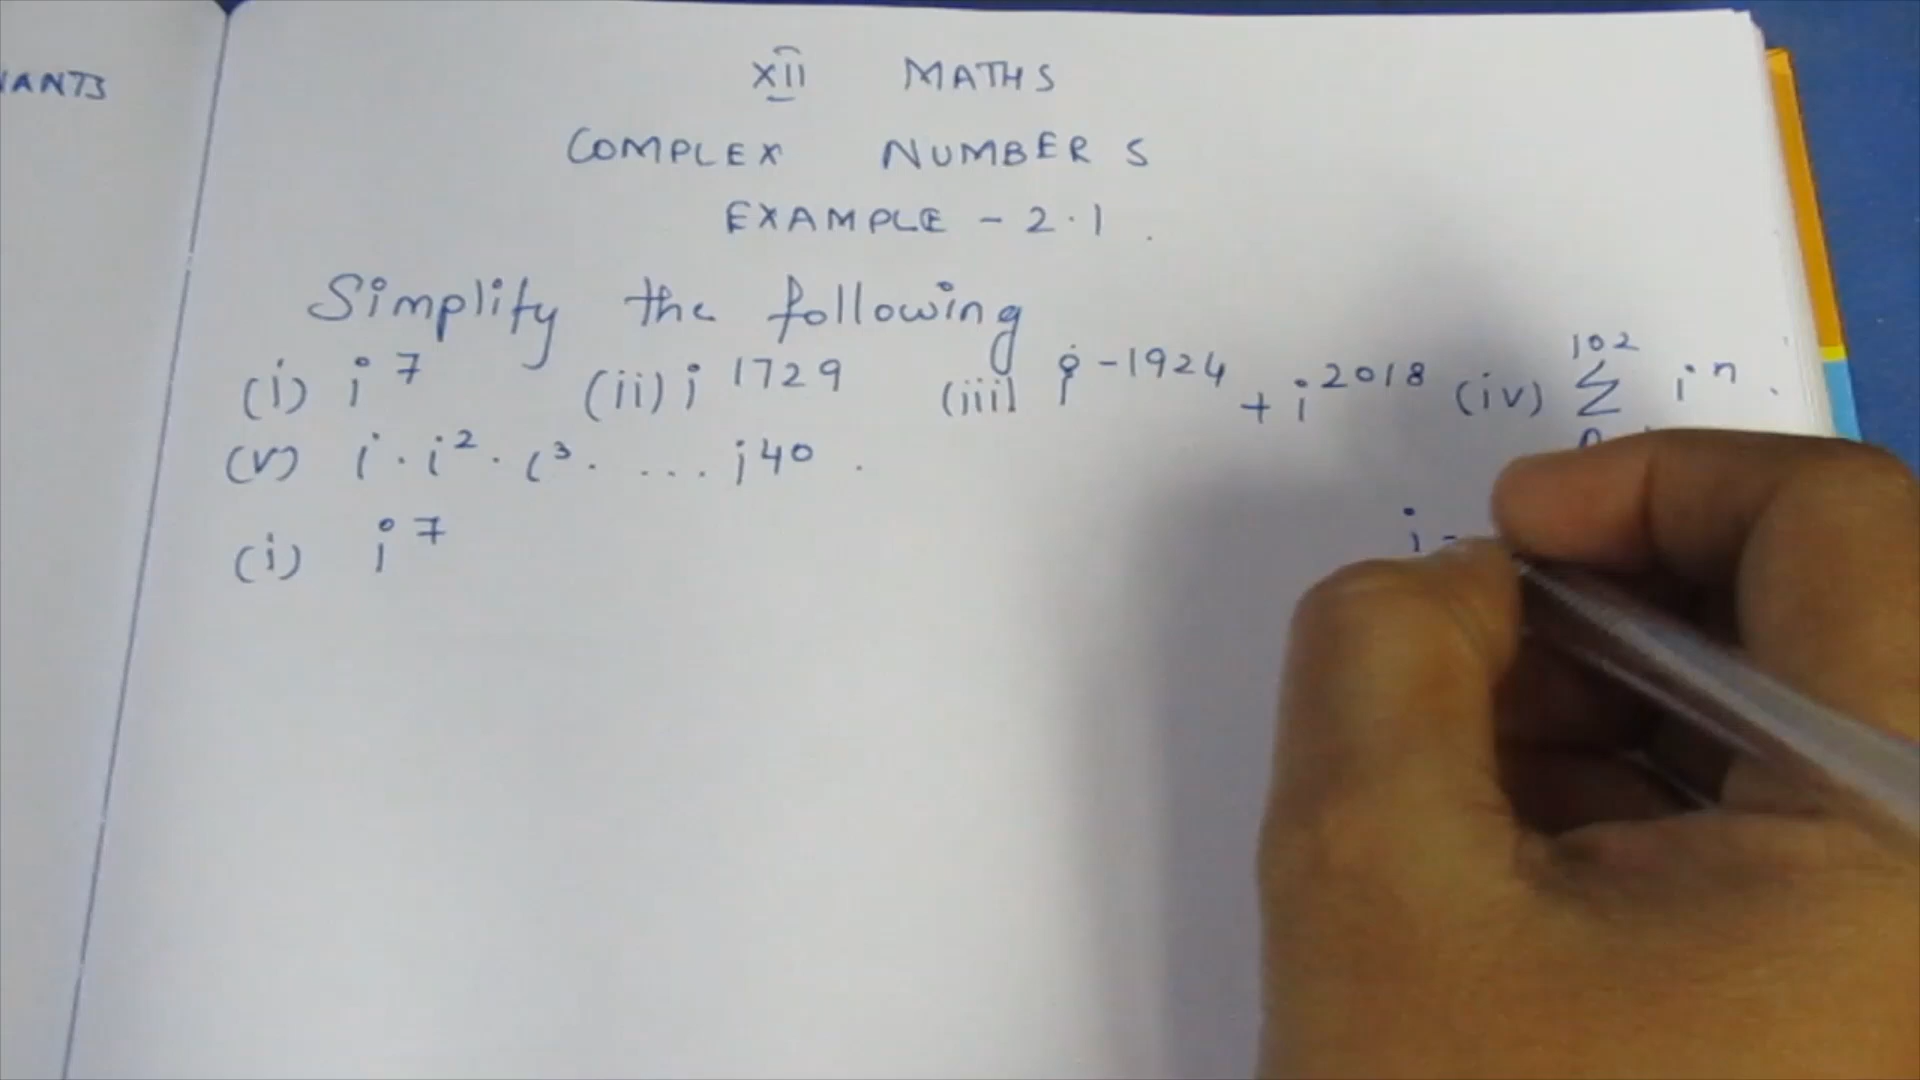 XII MATHS
COMPLEX NUMBERS
EXAMPLE - 2.1.
Simplify the following
(i) i^7 (ii) i^1729 (iii) i^-1924 + i^2018 (iv) 102 Σ i^n.
(v) i . i^2 . i^3 . ... i^40 .
(i) i^7
i